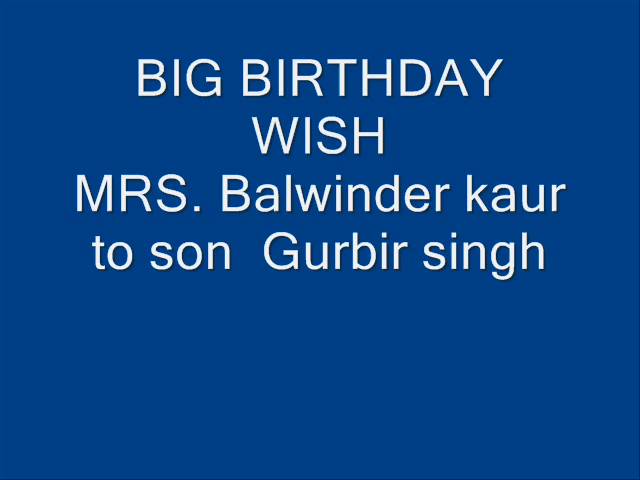 BIG BIRTHDAY
WISH
MRS. Balwinder kaur
to son  Gurbir singh